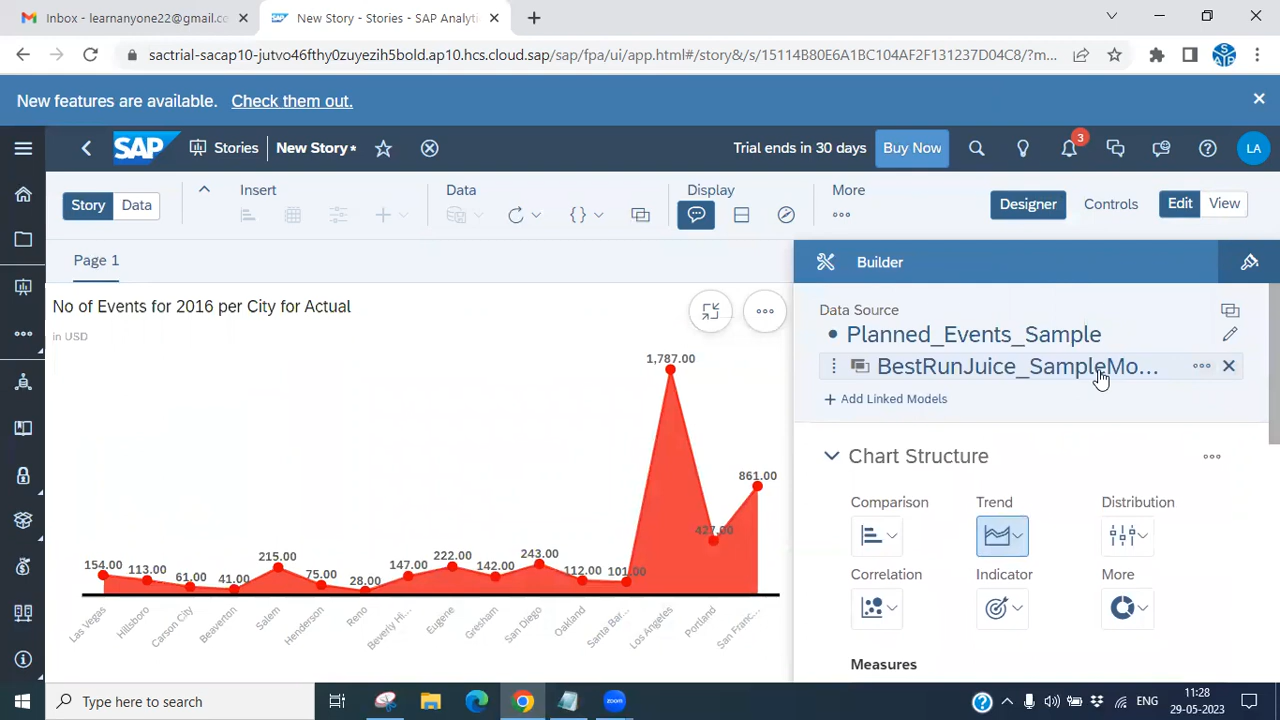 Inbox - learnanyone22@gmail.co
New Story - Stories - SAP Analyti
sactrial-sacap10-jutvo46fthy0zuyezih5bold.ap10.hcs.cloud.sap/sap/fpa/ui/app.html#/story&/s/15114B80E6A1BC104AF2F131237D04C8/?m...
New features are available. Check them out.
SAP Stories New Story* Trial ends in 30 days Buy Now 3 LA
Story Data Insert Data Display More Designer Controls Edit View
Page 1
Builder
No of Events for 2016 per City for Actual
in USD
Data Source
Planned_Events_Sample
BestRunJuice_SampleMo...
+ Add Linked Models
Chart Structure
Comparison Trend Distribution
Correlation Indicator More
Measures
154.00 113.00 61.00 41.00 215.00 75.00 28.00 147.00 222.00 142.00 243.00 112.00 101.00 1,787.00 427.00 861.00
Las Vegas Hillsboro Carson City Beaverton Salem Henderson Reno Beverly Hi... Eugene Gresham San Diego Oakland Santa Bar... Los Angeles Portland San Franc...
Type here to search
zoom
ENG
11:28
29-05-2023